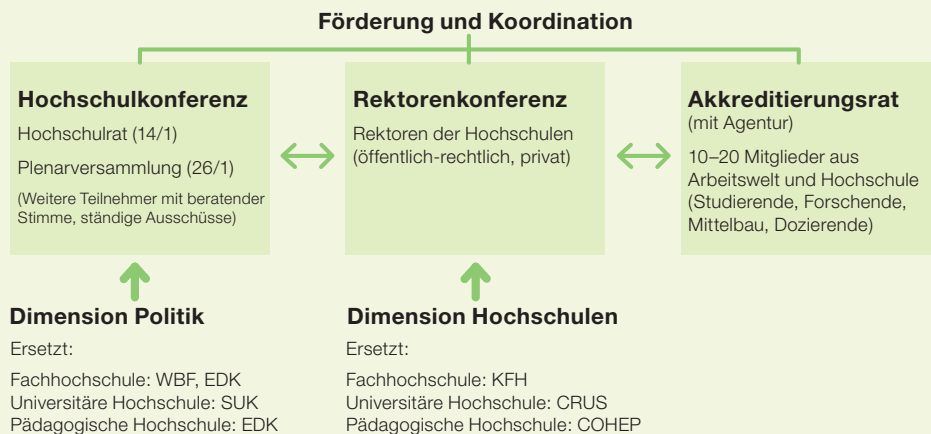 Förderung und Koordination
Hochschulkonferenz
Hochschulrat (14/1)
Plenarversammlung (26/1)
(Weitere Teilnehmer mit beratender
Stimme, ständige Ausschüsse)
Rektorenkonferenz
Rektoren der Hochschulen
(öffentlich-rechtlich, privat)
Akkreditierungsrat
(mit Agentur)
10–20 Mitglieder aus
Arbeitswelt und Hochschule
(Studierende, Forschende,
Mittelbau, Dozierende)
Dimension Politik
Ersetzt:
Fachhochschule: WBF, EDK
Universitäre Hochschule: SUK
Pädagogische Hochschule: EDK
Dimension Hochschulen
Ersetzt:
Fachhochschule: KFH
Universitäre Hochschule: CRUS
Pädagogische Hochschule: COHEP